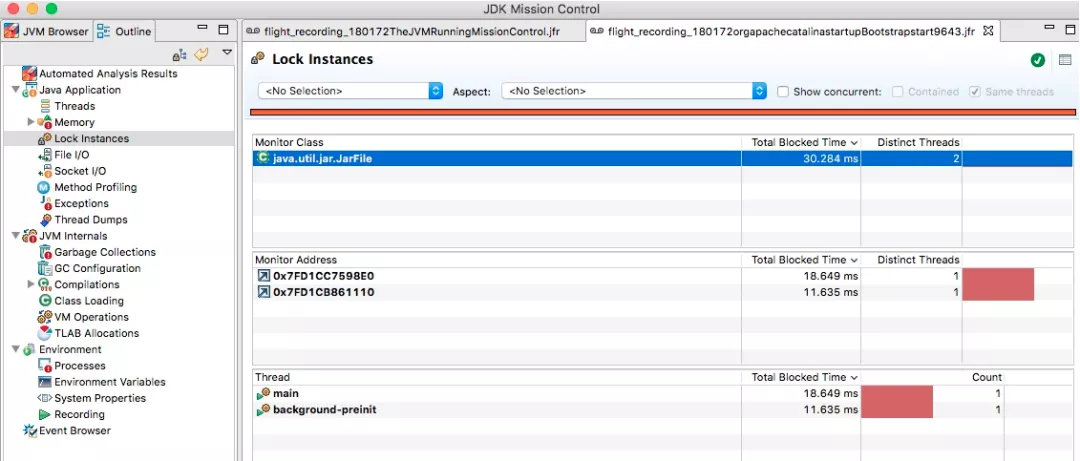 JDK Mission Control
JVM Browser
Outline
flight_recording_180172TheJVMRunningMissionControl.jfr
flight_recording_180172orgapachecatalinastartupBootstrapstart9643.jfr
Automated Analysis Results
Java Application
Threads
Memory
Lock Instances
File I/O
Socket I/O
Method Profiling
Exceptions
Thread Dumps
JVM Internals
Garbage Collections
GC Configuration
Compilations
Class Loading
VM Operations
TLAB Allocations
Environment
Processes
Environment Variables
System Properties
Recording
Event Browser
Lock Instances
<No Selection> Aspect: <No Selection> Show concurrent: Contained Same threads
Monitor Class Total Blocked Time Distinct Threads
java.util.jar.JarFile 30.284 ms 2
Monitor Address Total Blocked Time Distinct Threads
0x7FD1CC7598E0 18.649 ms 1
0x7FD1CB861110 11.635 ms 1
Thread Total Blocked Time Count
main 18.649 ms 1
background-preinit 11.635 ms 1